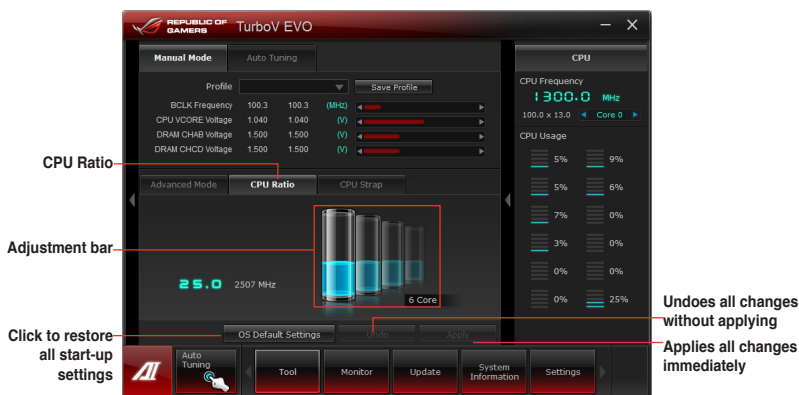 REPUBLIC OF
GAMERS
TurboV EVO
Manual Mode
Auto Tuning
Profile
Save Profile
BCLK Frequency 100.3 100.3 (MHz)
CPU VCORE Voltage 1.040 1.040 (V)
DRAM CHAB Voltage 1.500 1.500 (V)
DRAM CHCD Voltage 1.500 1.500 (V)
CPU Ratio
Advanced Mode
CPU Ratio
CPU Strap
Adjustment bar
25.0 2507 MHz
6 Core
OS Default Settings
Undo
Apply
Click to restore
all start-up
settings
Auto
Tuning
Tool
Monitor
Update
System
Information
Settings
CPU
CPU Frequency
1300.0 MHz
100.0 x 13.0 Core 0
CPU Usage
5% 9%
5% 6%
7% 0%
3% 0%
0% 0%
0% 25%
Undoes all changes
without applying
Applies all changes
immediately